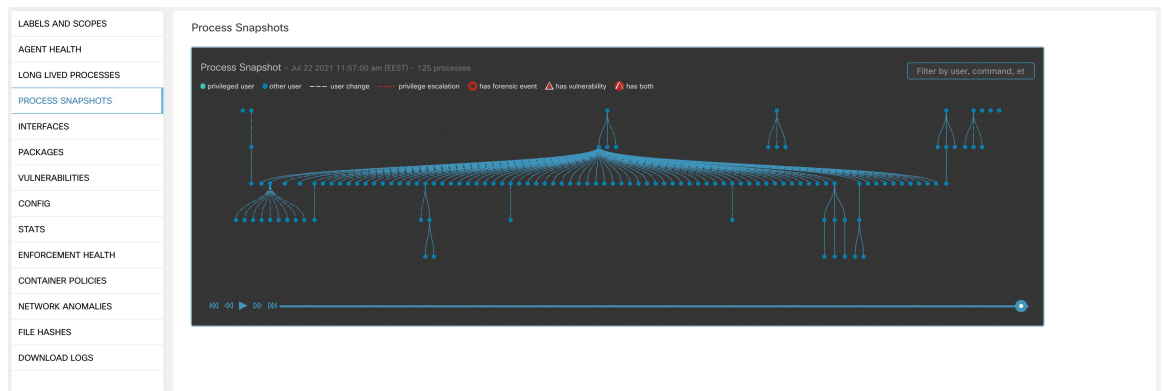 LABELS AND SCOPES
AGENT HEALTH
LONG LIVED PROCESSES
PROCESS SNAPSHOTS
INTERFACES
PACKAGES
VULNERABILITIES
CONFIG
STATS
ENFORCEMENT HEALTH
CONTAINER POLICIES
NETWORK ANOMALIES
FILE HASHES
DOWNLOAD LOGS
Process Snapshots
Process Snapshot - Jul 22 2021 11:57:00 am (EEST) - 125 processes
Filter by user, command, et
privileged user other user user change privilege escalation has forensic event has vulnerability has both